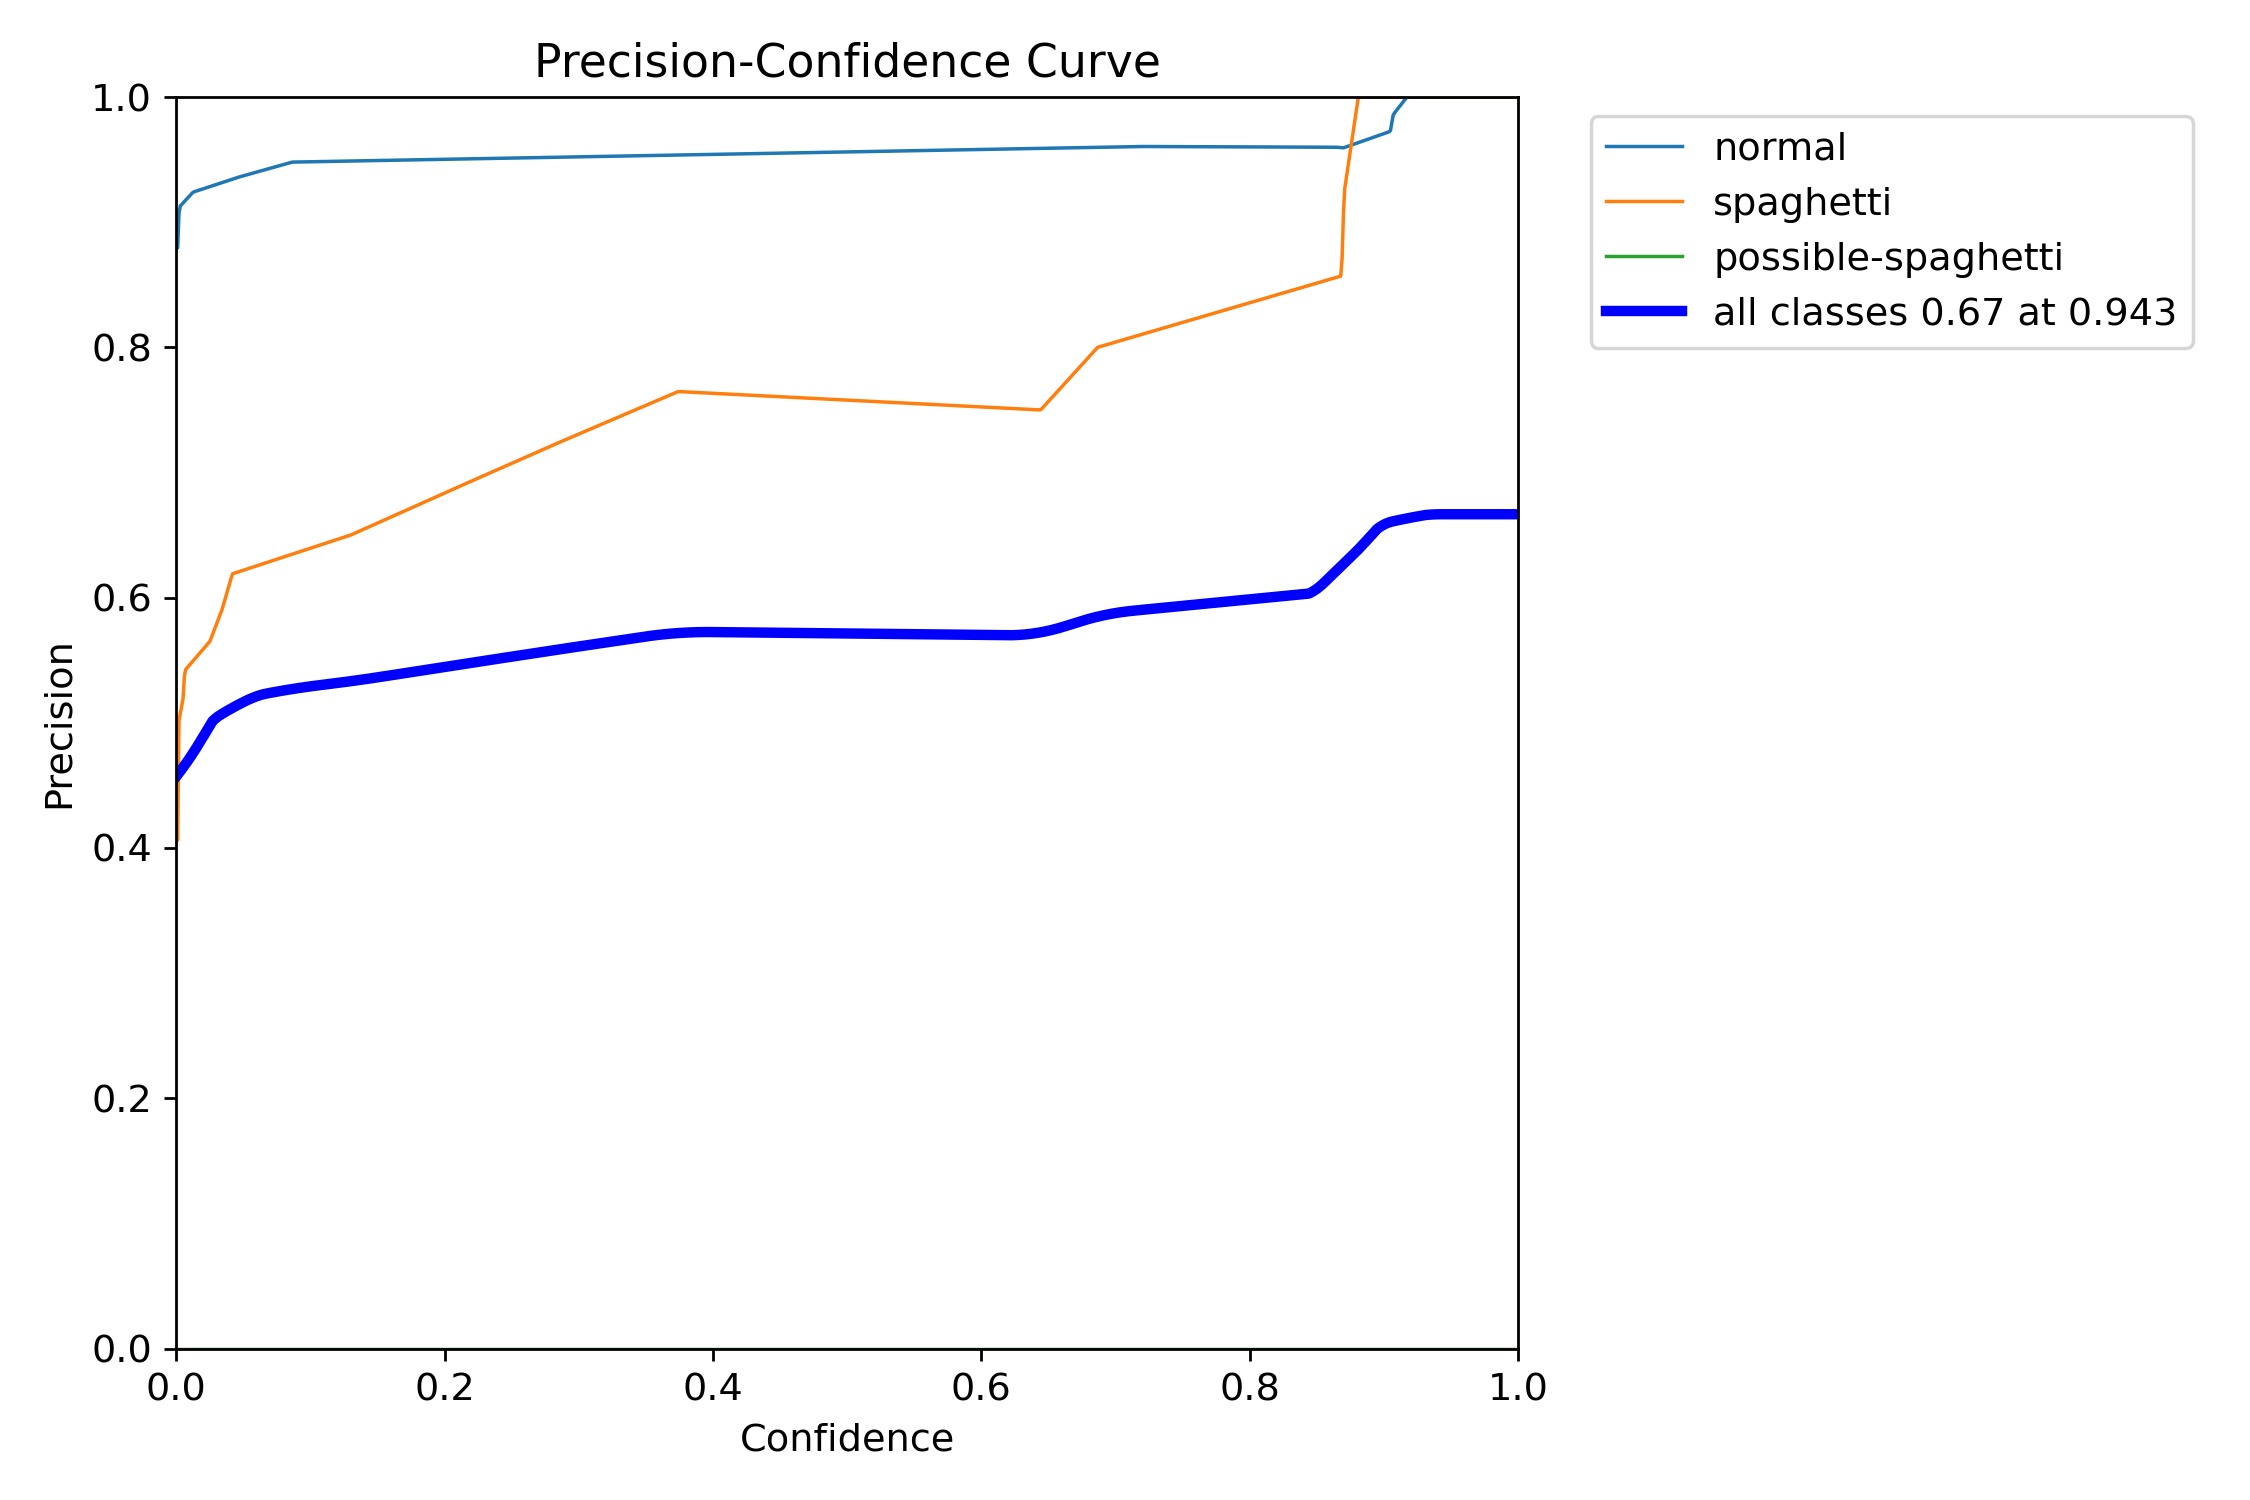 Precision-Confidence Curve
1.0
0.8
0.6
0.4
0.2
0.0
Precision
0.0 0.2 0.4 0.6 0.8 1.0
Confidence
normal
spaghetti
possible-spaghetti
all classes 0.67 at 0.943